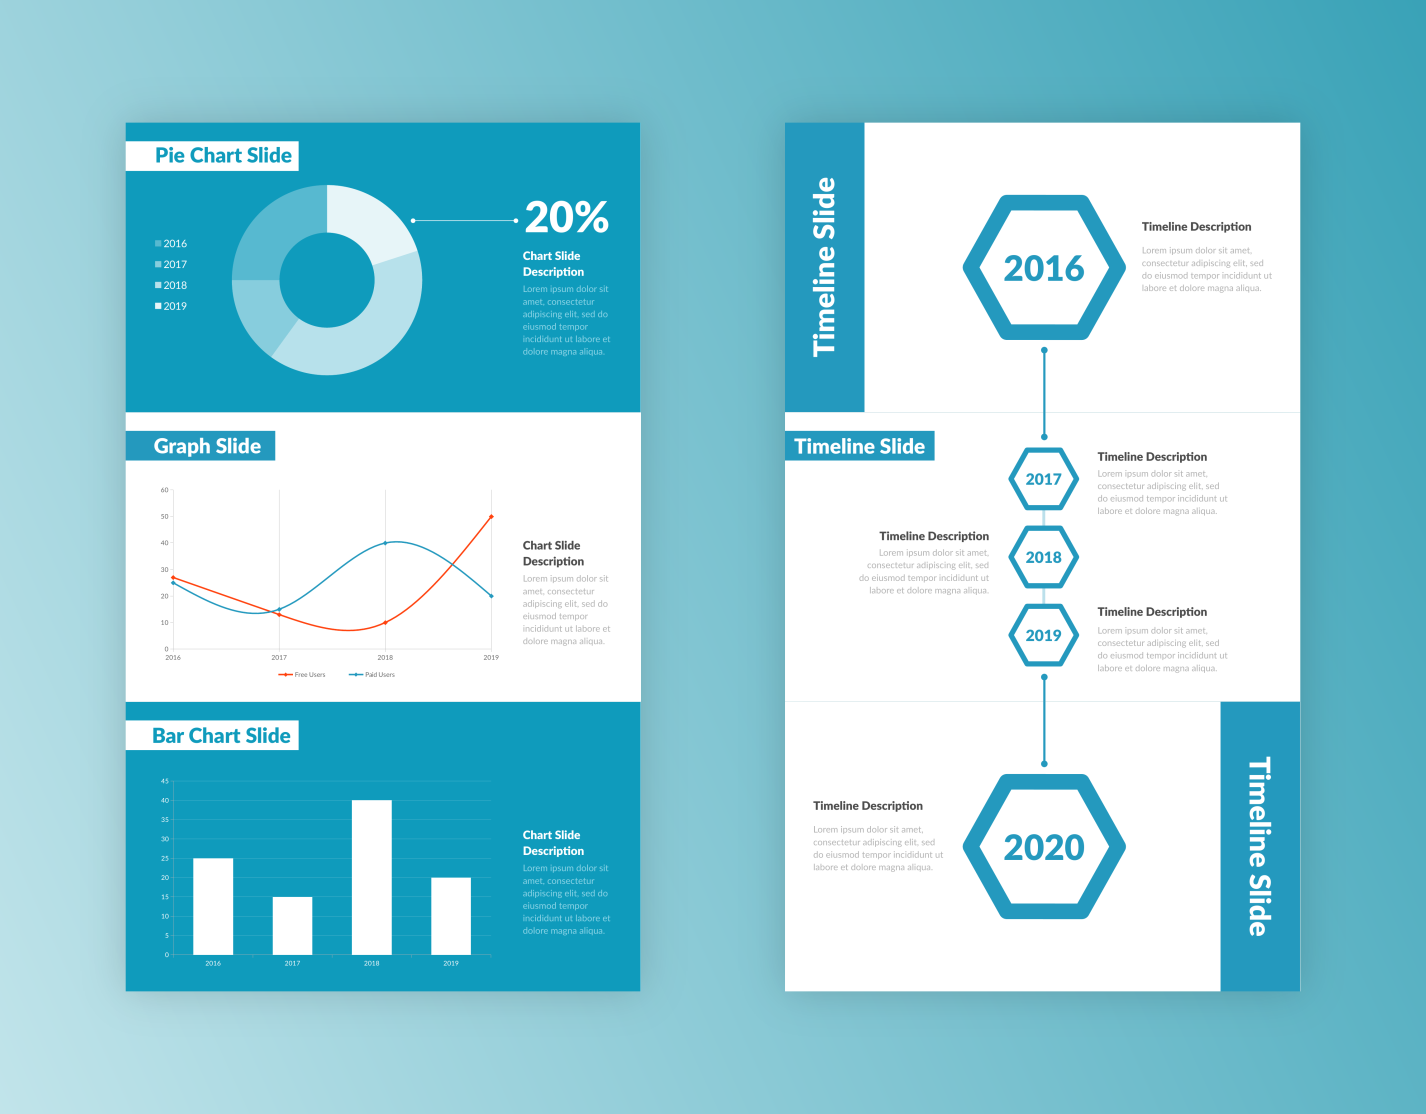 Pie Chart Slide
2016
2017
2018
2019
20%
Chart Slide
Description
Lorem ipsum dolor sit
amet, consectetur
adipiscing elit, sed do
eiusmod tempor
incididunt ut labore et
dolore magna aliqua.
Graph Slide
60
50
40
30
20
10
0
2016
2017
2018
2019
Free Users
Paid Users
Chart Slide
Description
Lorem ipsum dolor sit
amet, consectetur
adipiscing elit, sed do
eiusmod tempor
incididunt ut labore et
dolore magna aliqua.
Bar Chart Slide
45
40
35
30
25
20
15
10
5
0
2016
2017
2018
2019
Chart Slide
Description
Lorem ipsum dolor sit
amet, consectetur
adipiscing elit, sed do
eiusmod tempor
incididunt ut labore et
dolore magna aliqua.
Timeline Slide
2016
Timeline Description
Lorem ipsum dolor sit amet,
consectetur adipiscing elit, sed
do eiusmod tempor incididunt ut
labore et dolore magna aliqua.
Timeline Slide
2017
Timeline Description
Lorem ipsum dolor sit amet,
consectetur adipiscing elit, sed
do eiusmod tempor incididunt ut
labore et dolore magna aliqua.
Timeline Description
Lorem ipsum dolor sit amet,
consectetur adipiscing elit, sed
do eiusmod tempor incididunt ut
labore et dolore magna aliqua.
2018
2019
Timeline Description
Lorem ipsum dolor sit amet,
consectetur adipiscing elit, sed
do eiusmod tempor incididunt ut
labore et dolore magna aliqua.
Timeline Description
Lorem ipsum dolor sit amet,
consectetur adipiscing elit, sed
do eiusmod tempor incididunt ut
labore et dolore magna aliqua.
2020
Timeline Slide